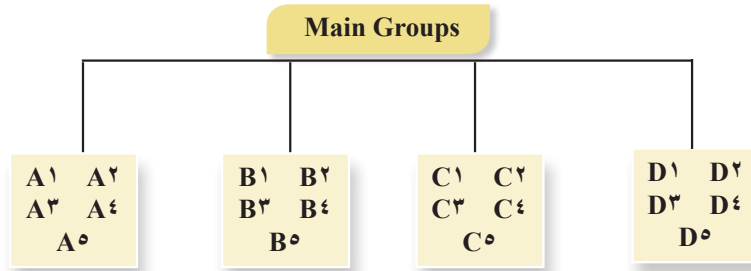 Main Groups
A١ A٢
A٣ A٤
A٥
B١ B٢
B٣ B٤
B٥
C١ C٢
C٣ C٤
C٥
D١ D٢
D٣ D٤
D٥